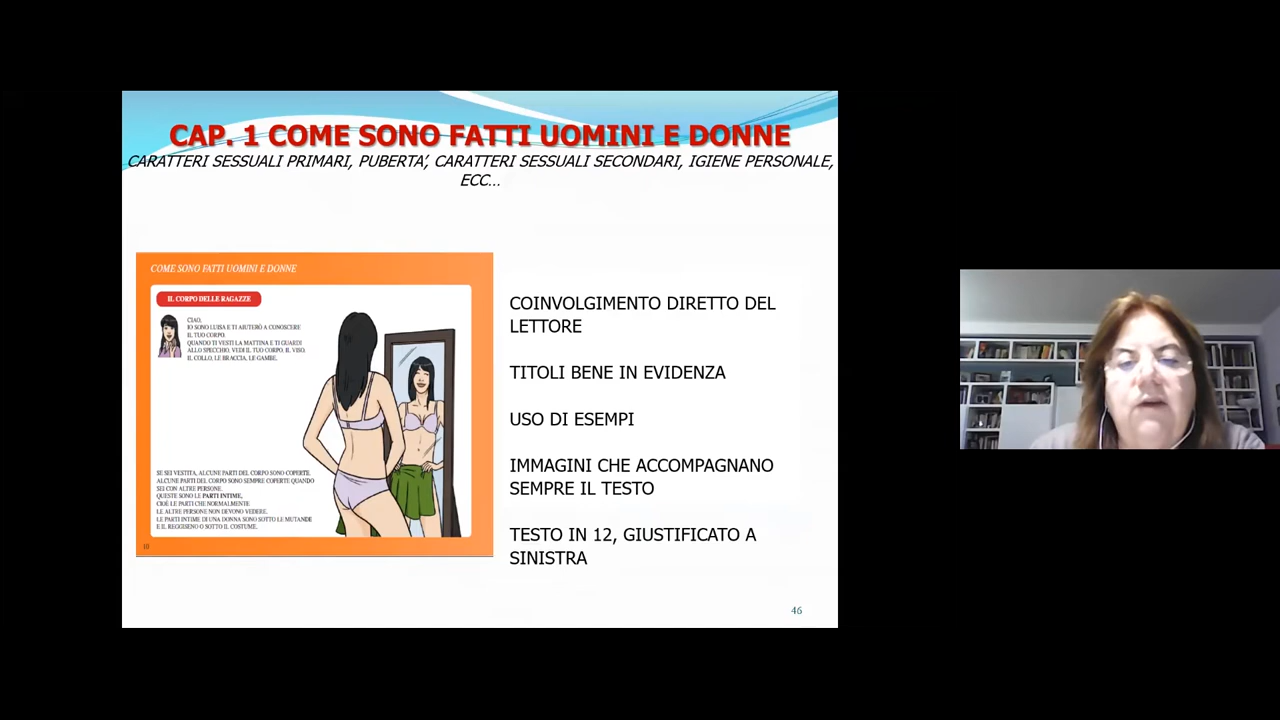 CAP. 1 COME SONO FATTI UOMINI E DONNE
CARATTERI SESSUALI PRIMARI, PUBERTA', CARATTERI SESSUALI SECONDARI, IGIENE PERSONALE,
ECC…
COME SONO FATTI UOMINI E DONNE
IL CORPO DELLE RAGAZZE
CIAO,
IO SONO LUISA E TI AIUTERÒ A CONOSCERE
IL TUO CORPO.
QUANDO TI VESTI LA MATTINA E TI GUARDI
ALLO SPECCHIO, VEDI IL TUO CORPO, IL VISO,
IL COLLO, LE BRACCIA, LE GAMBE.
SE SEI VESTITA, ALCUNE PARTI DEL CORPO SONO COPERTE.
ALCUNE PARTI DEL CORPO SONO SEMPRE COPERTE QUANDO
SEI CON ALTRE PERSONE.
QUESTE SONO LE PARTI INTIME,
CIOÈ LE PARTI CHE NORMALMENTE
LE ALTRE PERSONE NON DEVONO VEDERE.
LE PARTI INTIME DI UNA DONNA SONO SOTTO LE MUTANDE
E IL REGGISENO O SOTTO IL COSTUME.
10
COINVOLGIMENTO DIRETTO DEL
LETTORE
TITOLI BENE IN EVIDENZA
USO DI ESEMPI
IMMAGINI CHE ACCOMPAGNANO
SEMPRE IL TESTO
TESTO IN 12, GIUSTIFICATO A
SINISTRA
46